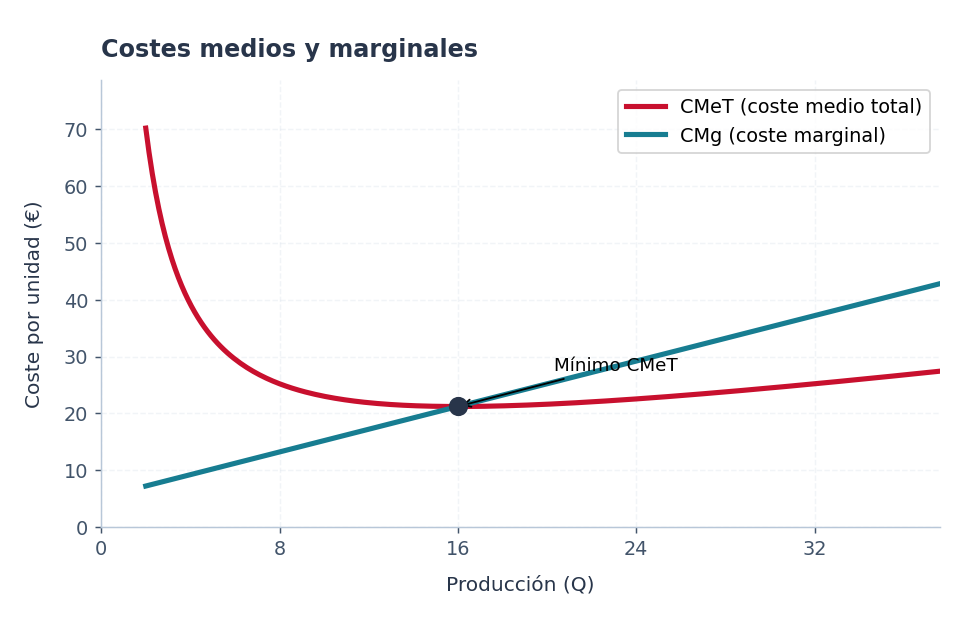 Costes medios y marginales
CMeT (coste medio total)
CMg (coste marginal)
Coste por unidad (€)
70
60
50
40
30
20
10
0
Mínimo CMeT
0 8 16 24 32
Producción (Q)